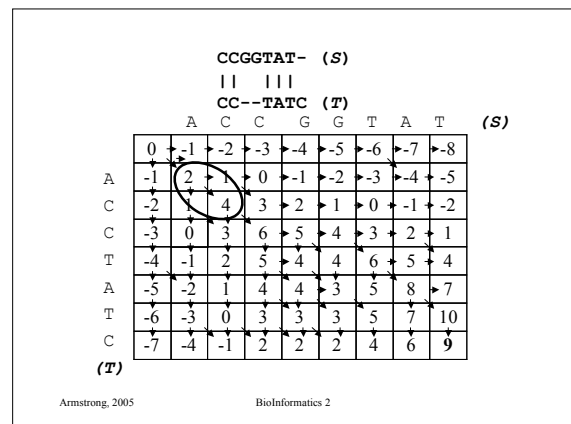 CCGGTAT- (S)
|| |||
CC--TATC (T)
A C C G G T A T (S)
0 -1 -2 -3 -4 -5 -6 -7 -8
A -1 2 1 0 -1 -2 -3 -4 -5
C -2 1 4 3 2 1 0 -1 -2
C -3 0 3 6 5 4 3 2 1
T -4 -1 2 5 4 4 6 5 4
A -5 -2 1 4 4 3 5 8 7
T -6 -3 0 3 3 3 5 7 10
C -7 -4 -1 2 2 2 4 6 9
(T)
Armstrong, 2005 BioInformatics 2